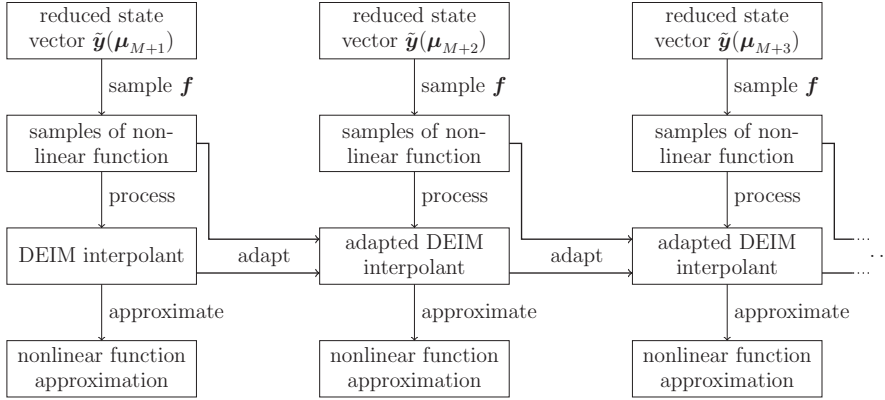 reduced state
vector ỹ(μ_{M+1})
reduced state
vector ỹ(μ_{M+2})
reduced state
vector ỹ(μ_{M+3})
sample f
sample f
sample f
samples of non-
linear function
samples of non-
linear function
samples of non-
linear function
process
process
process
DEIM interpolant
adapt
adapted DEIM
interpolant
adapt
adapted DEIM
interpolant
approximate
approximate
approximate
nonlinear function
approximation
nonlinear function
approximation
nonlinear function
approximation